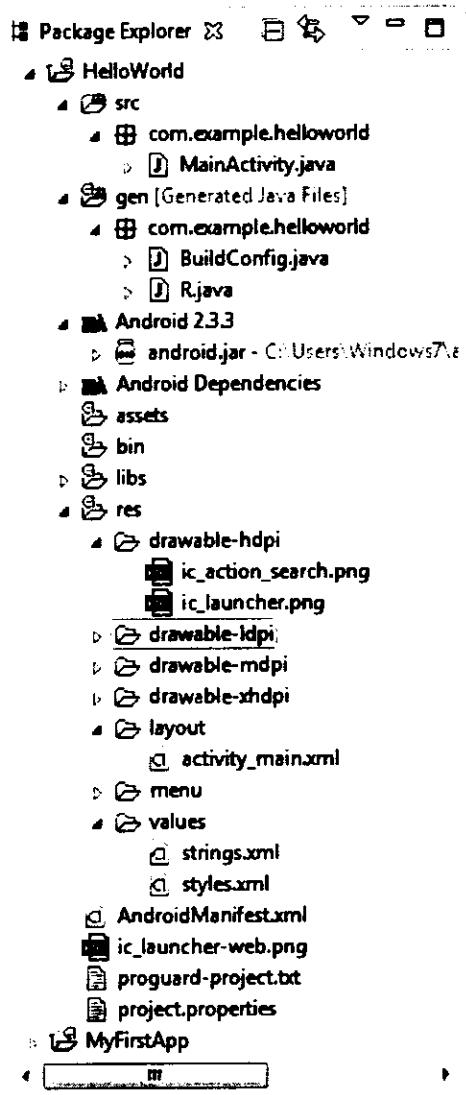 Package Explorer
HelloWorld
src
com.example.helloworld
MainActivity.java
gen [Generated Java Files]
com.example.helloworld
BuildConfig.java
R.java
Android 2.3.3
android.jar - C:\Users\Windows7\a
Android Dependencies
assets
bin
libs
res
drawable-hdpi
ic_action_search.png
ic_launcher.png
drawable-ldpi
drawable-mdpi
drawable-xhdpi
layout
activity_main.xml
menu
values
strings.xml
styles.xml
AndroidManifest.xml
ic_launcher-web.png
proguard-project.txt
project.properties
MyFirstApp